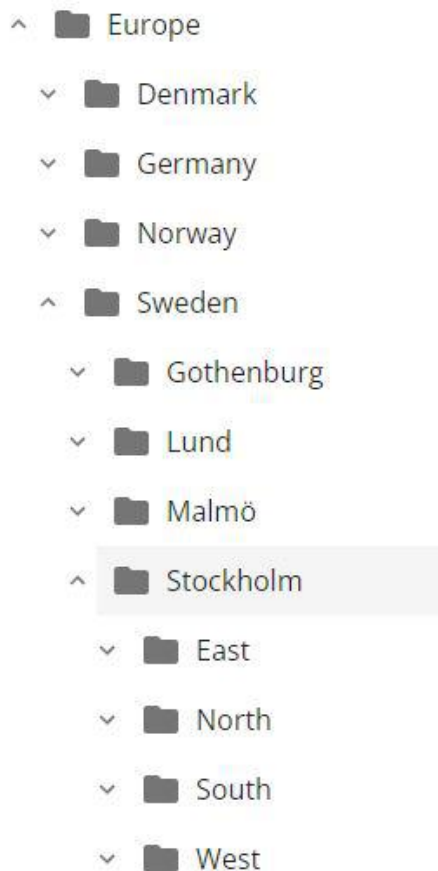 Europe
Denmark
Germany
Norway
Sweden
Gothenburg
Lund
Malmö
Stockholm
East
North
South
West